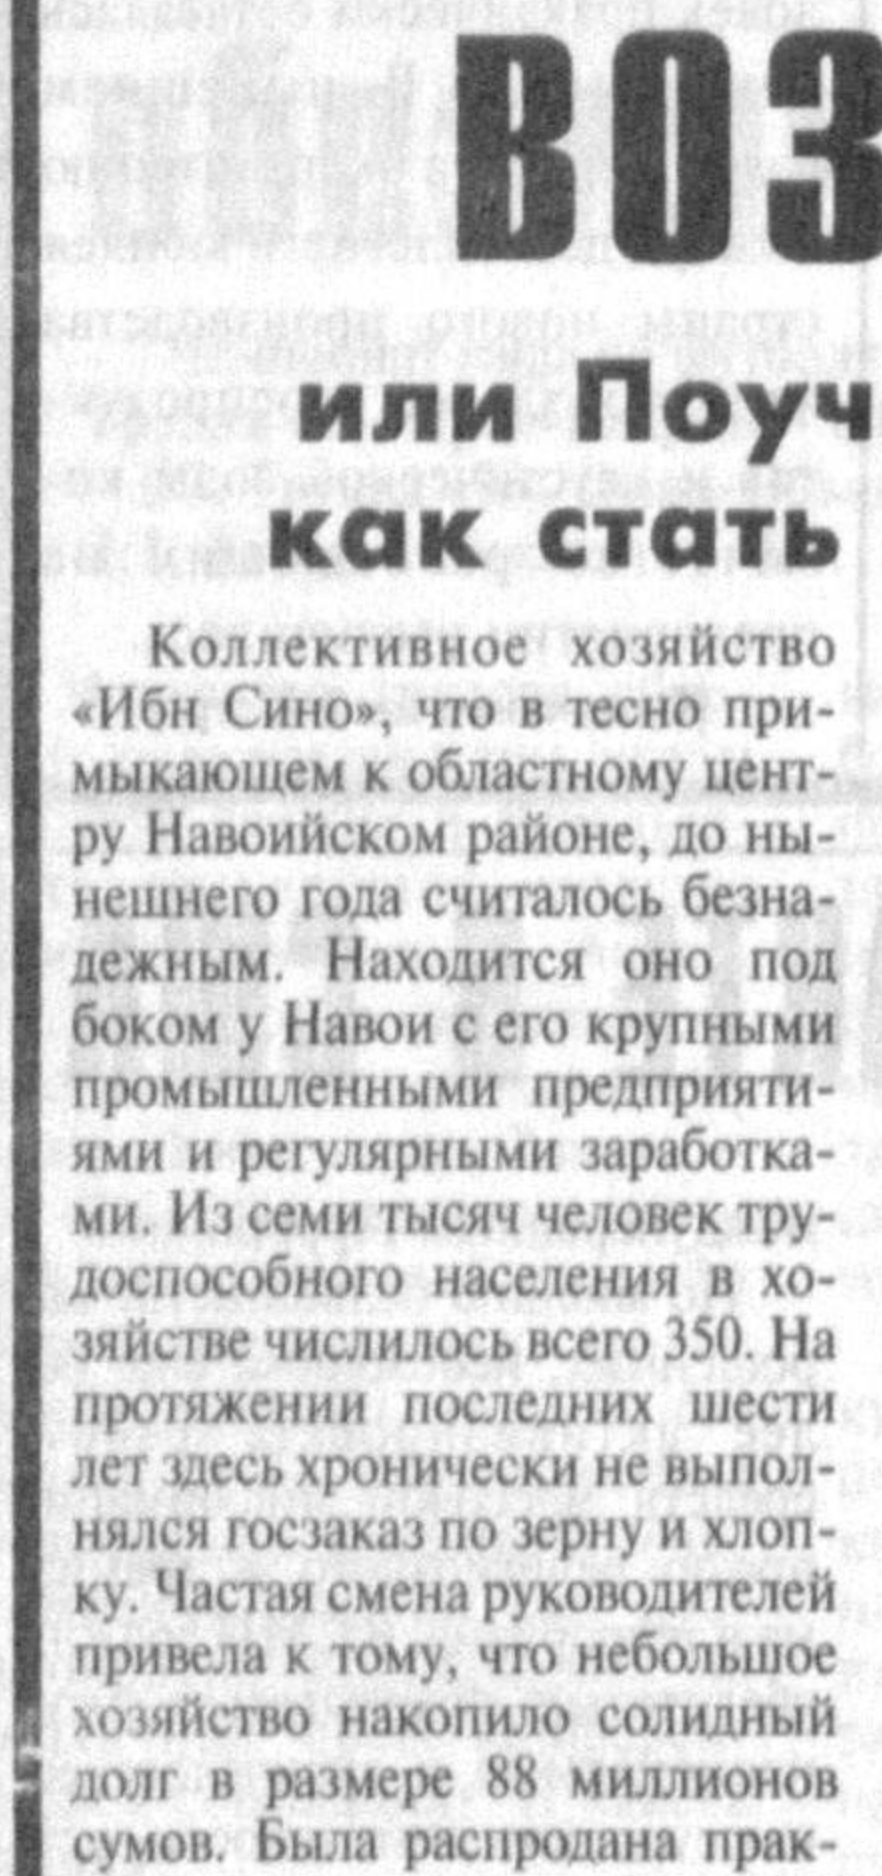 ВОЗ
или Поуч
как стать
Коллективное хозяйство
«Ибн Сино», что в тесно при-
мыкающем к областному цент-
ру Навоийском районе, до ны-
нешнего года считалось безна-
дежным. Находится оно под
боком у Навои с его крупными
промышленными предприяти-
ями и регулярными заработка-
ми. Из семи тысяч человек тру-
доспособного населения в хо-
зяйстве числилось всего 350. На
протяжении последних шести
лет здесь хронически не выпол-
нялся госзаказ по зерну и хлоп-
ку. Частая смена руководителей
привела к тому, что небольшое
хозяйство накопило солидный
долг в размере 88 миллионов
сумов. Была распродана прак-